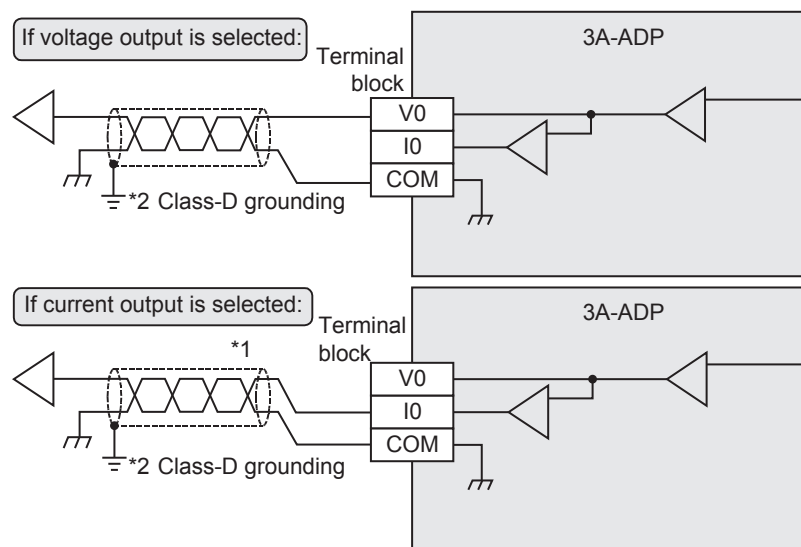 If voltage output is selected:
3A-ADP
Terminal
block
V0
I0
COM
*2 Class-D grounding
If current output is selected:
3A-ADP
Terminal
block
*1
V0
I0
COM
*2 Class-D grounding